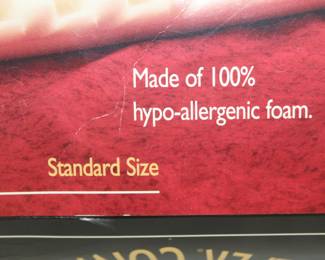 Made of 100%
hypo-allergenic foam.
Standard Size